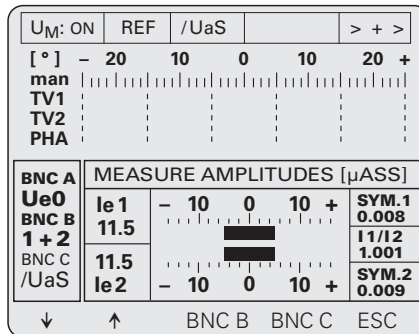 UM: ON REF /UaS > + >
[°] – 20 10 0 10 20 +
man
TV1
TV2
PHA
BNC A
Ue0
BNC B
1 + 2
BNC C
/UaS
MEASURE AMPLITUDES [µASS]
Ie 1
11.5
– 10 0 10 +
11.5
Ie 2
– 10 0 10 +
SYM.1
0.008
I1/I2
1.001
SYM.2
0.009
↓ ↑ BNC B BNC C ESC